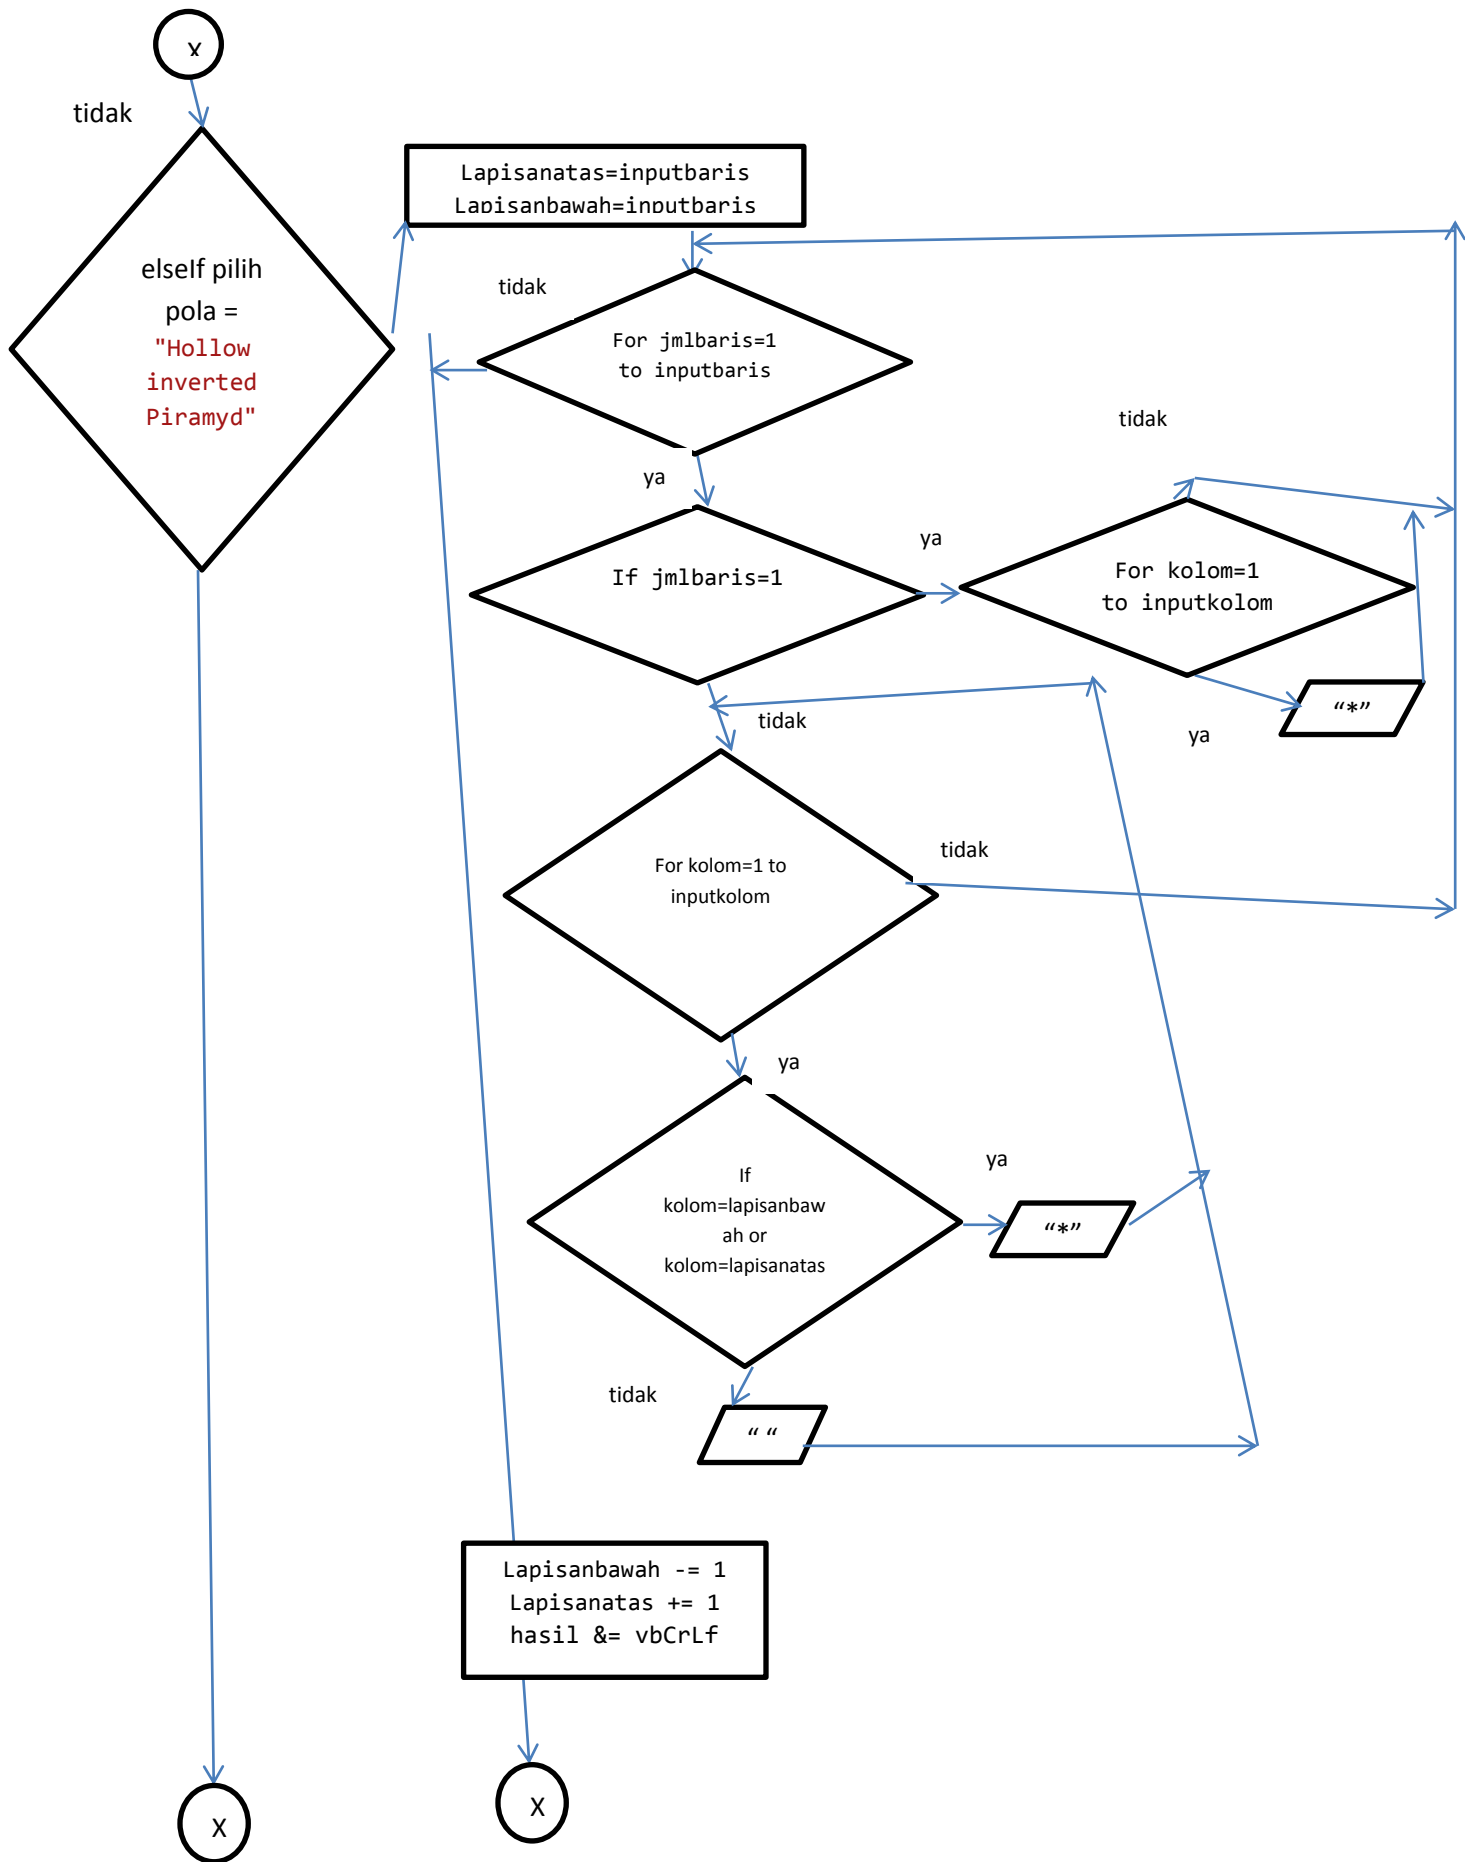 X
tidak
Lapisanatas=inputbaris
Lapisanbawah=inputbaris
elseIf pilih
pola =
"Hollow
inverted
Piramyd"
tidak
For jmlbaris=1
to inputbaris
tidak
ya
ya
If jmlbaris=1
For kolom=1
to inputkolom
“*”
tidak
ya
For kolom=1 to
inputkolom
tidak
ya
If
kolom=lapisanbaw
ah or
kolom=lapisanatas
ya
“*”
tidak
“ “
Lapisanbawah -= 1
Lapisanatas += 1
hasil &= vbCrLf
X
X